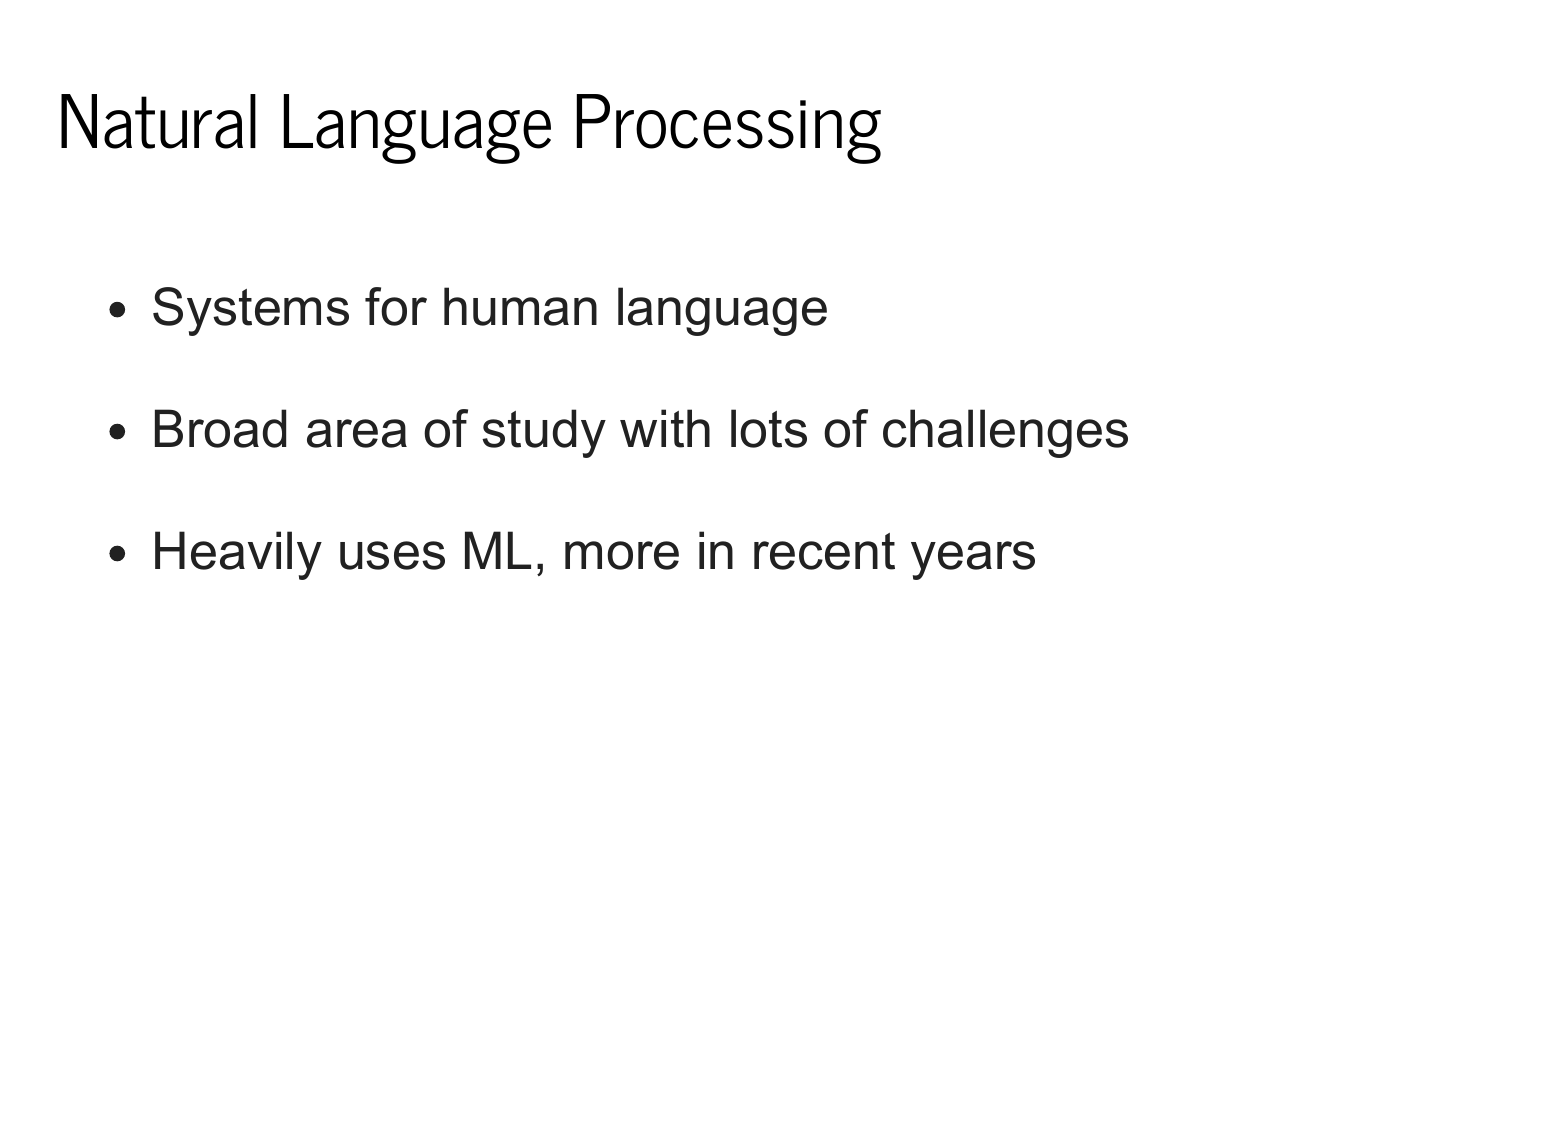 Natural Language Processing
• Systems for human language
• Broad area of study with lots of challenges
• Heavily uses ML, more in recent years